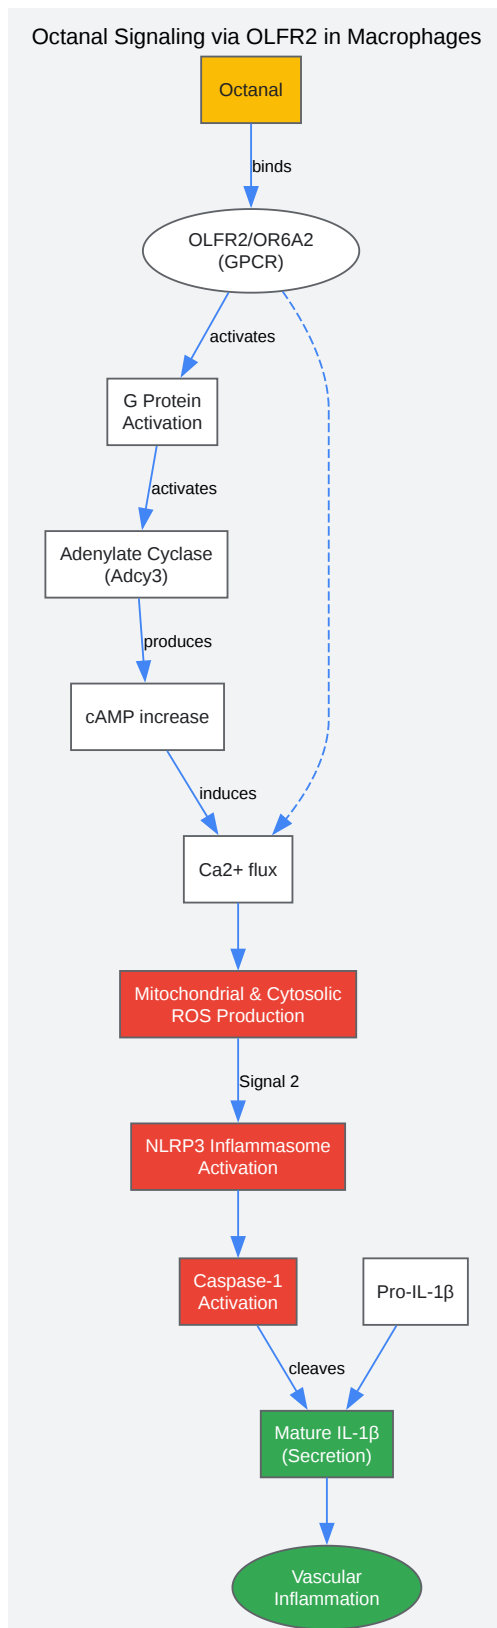 Octanal Signaling via OLFR2 in Macrophages
Octanal
binds
OLFR2/OR6A2
(GPCR)
activates
G Protein
Activation
activates
Adenylate Cyclase
(Adcy3)
produces
cAMP increase
induces
Ca2+ flux
Mitochondrial & Cytosolic
ROS Production
Signal 2
NLRP3 Inflammasome
Activation
Caspase-1
Activation
Pro-IL-1β
cleaves
Mature IL-1β
(Secretion)
Vascular
Inflammation